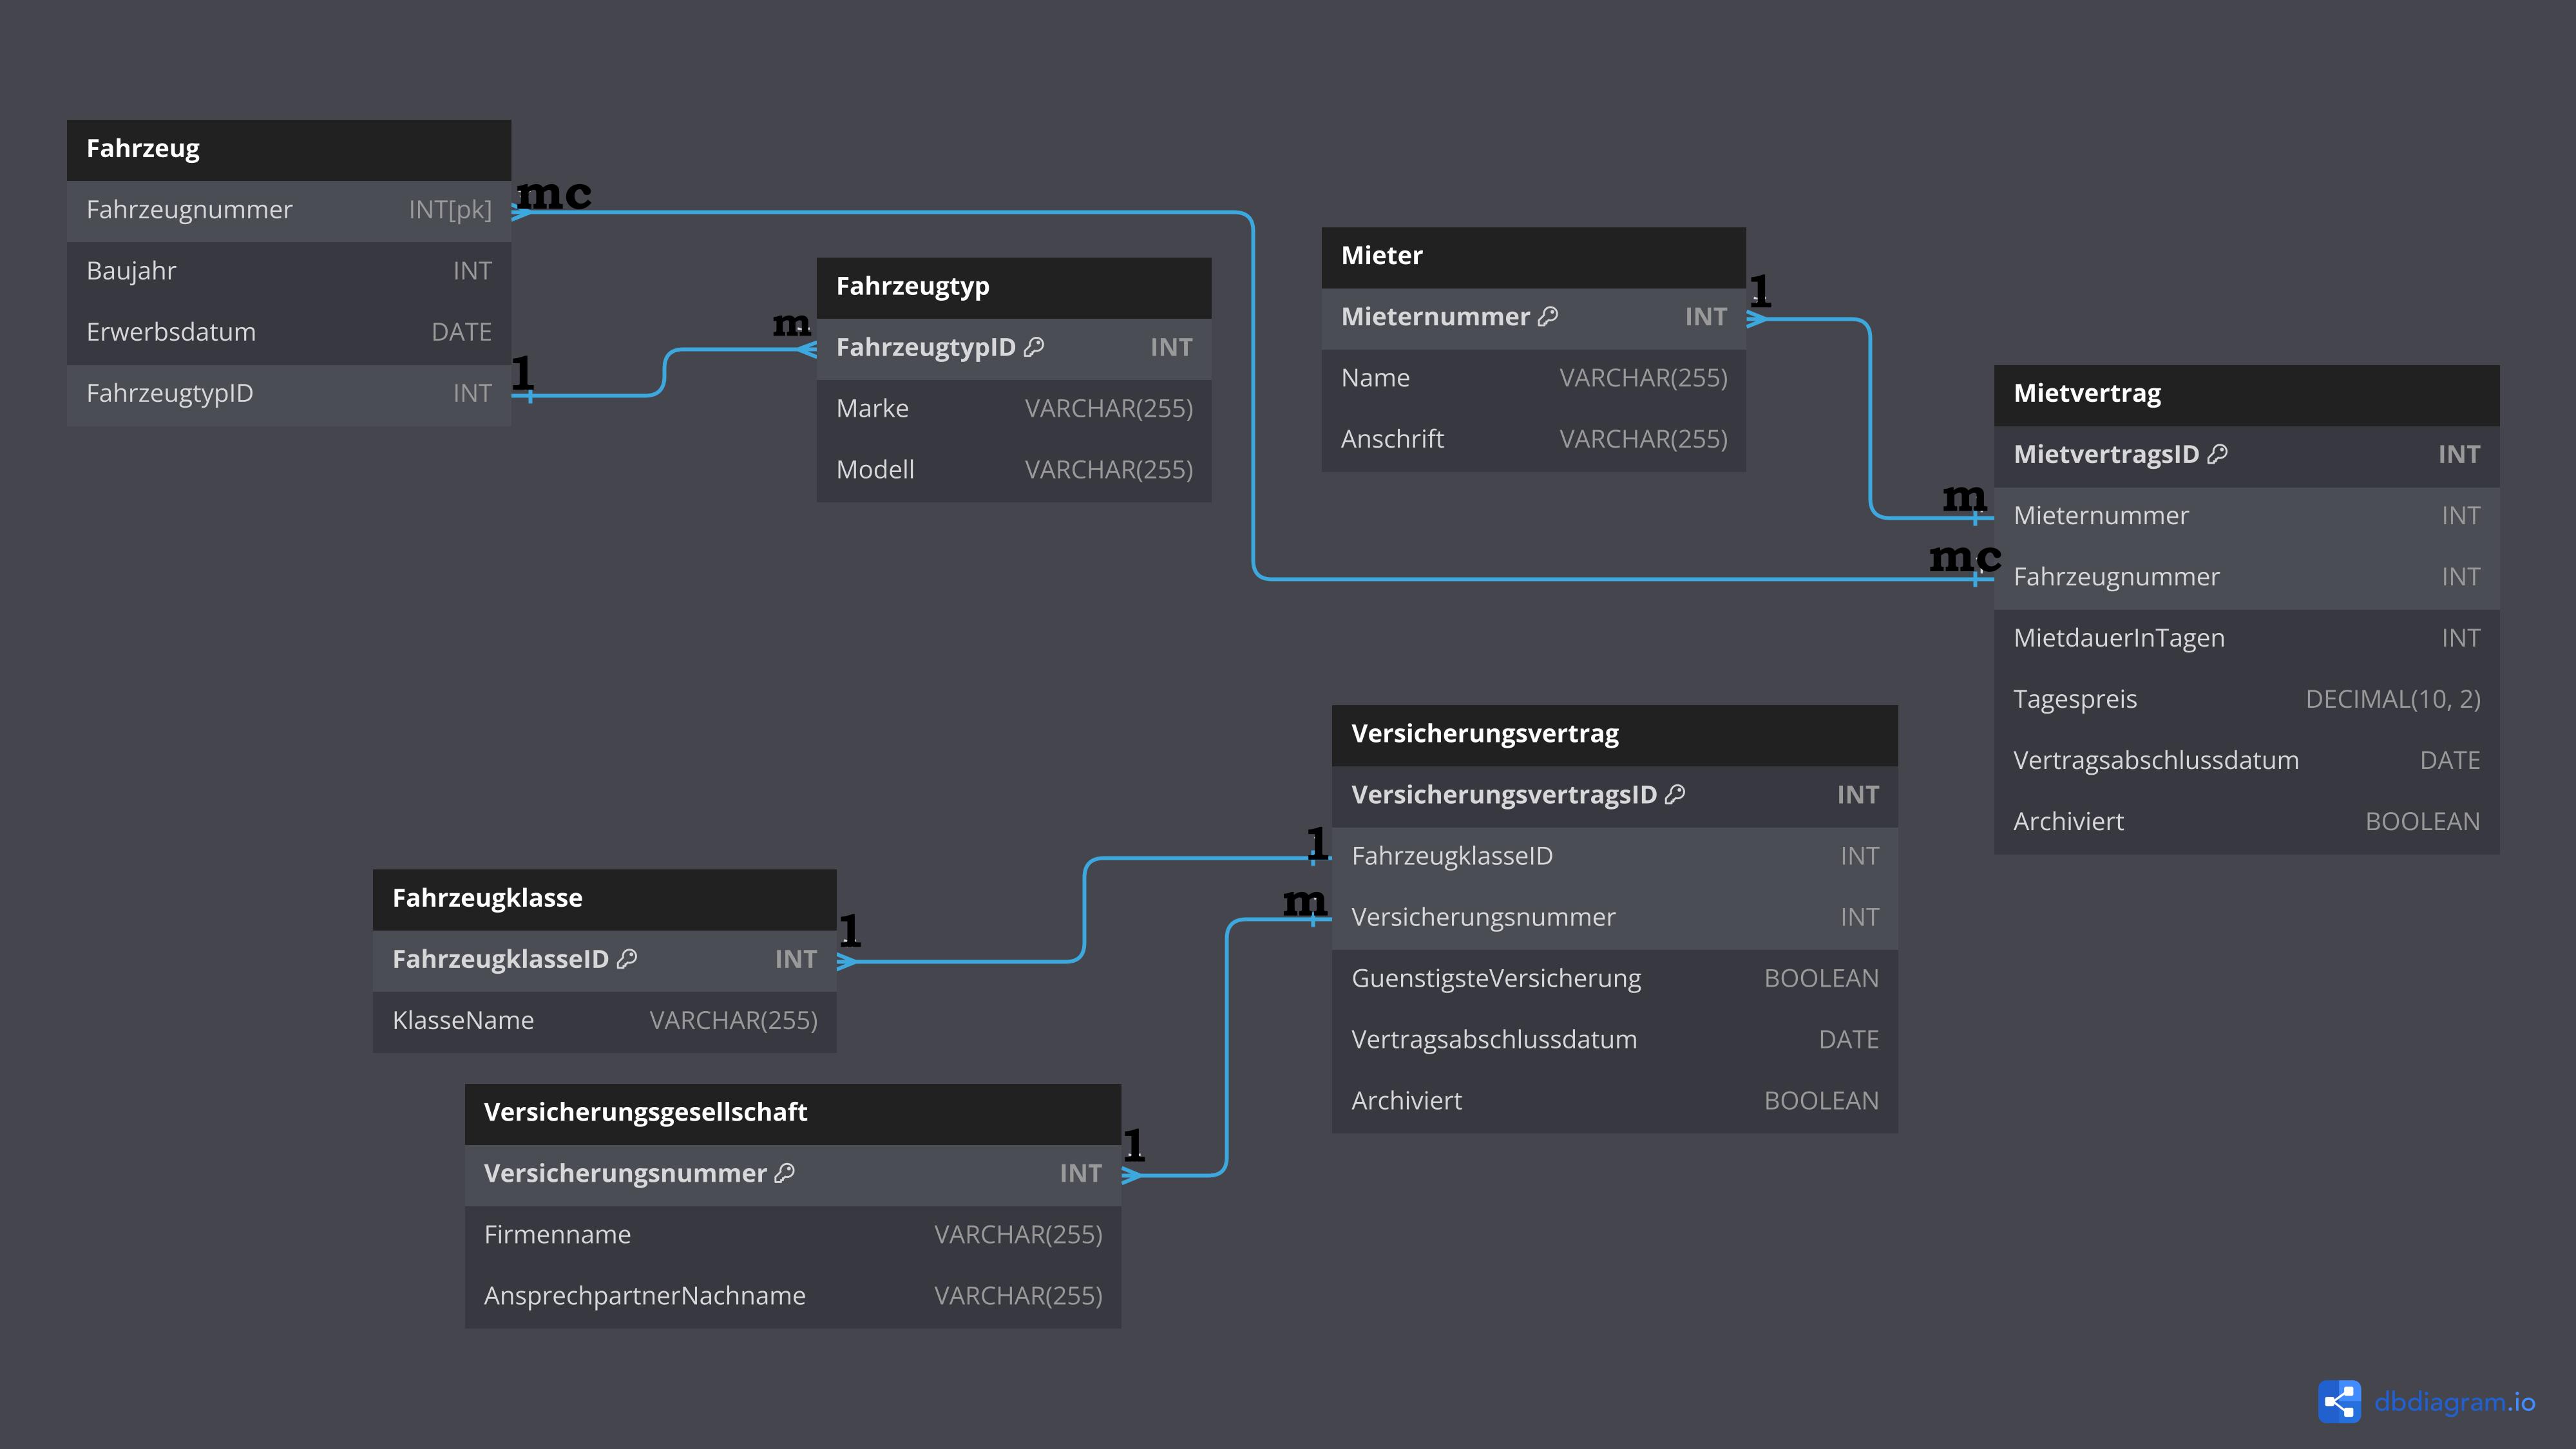 Fahrzeug
Fahrzeugnummer INT[pk]
Baujahr INT
Erwerbsdatum DATE
FahrzeugtypID INT
mc
1
m
Fahrzeugtyp
FahrzeugtypID INT
Marke VARCHAR(255)
Modell VARCHAR(255)
Mieter
Mieternummer INT
Name VARCHAR(255)
Anschrift VARCHAR(255)
1
m
mc
Mietvertrag
MietvertragsID INT
Mieternummer INT
Fahrzeugnummer INT
MietdauerInTagen INT
Tagespreis DECIMAL(10, 2)
Vertragsabschlussdatum DATE
Archiviert BOOLEAN
Versicherungsvertrag
VersicherungsvertragsID INT
FahrzeugklasseID INT
Versicherungsnummer INT
GuenstigsteVersicherung BOOLEAN
Vertragsabschlussdatum DATE
Archiviert BOOLEAN
1
m
Fahrzeugklasse
FahrzeugklasseID INT
KlasseName VARCHAR(255)
1
Versicherungsgesellschaft
Versicherungsnummer INT
Firmenname VARCHAR(255)
AnsprechpartnerNachname VARCHAR(255)
1
dbdiagram.io